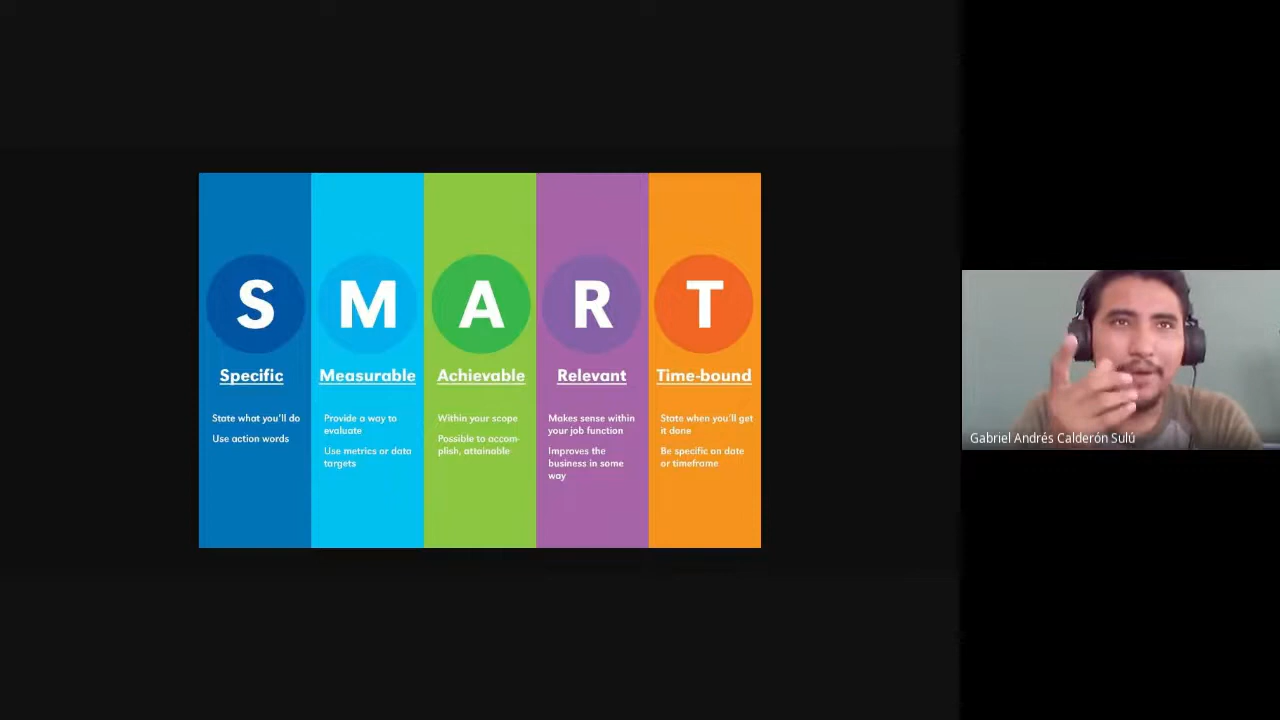 S M A R T
Specific
State what you'll do
Use action words
Measurable
Provide a way to
evaluate
Use metrics or data
targets
Achievable
Within your scope
Possible to accom-
plish, attainable
Relevant
Makes sense within
your job function
Improves the
business in some
way
Time-bound
State when you'll get
it done
Be specific on date
or timeframe
Gabriel Andrés Calderón Sulú